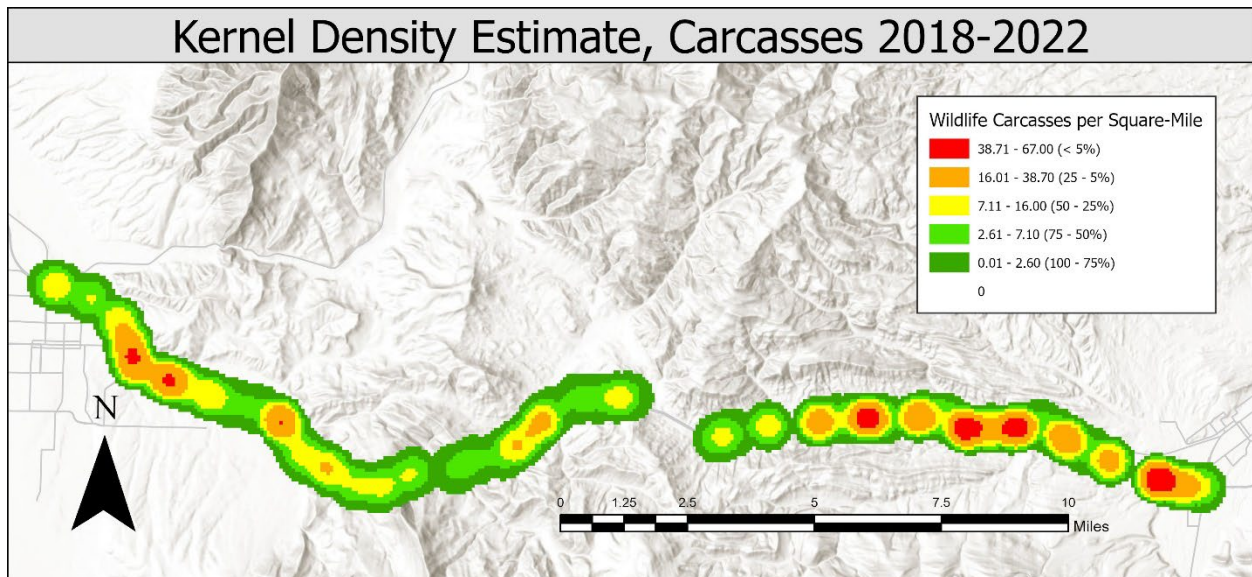 Kernel Density Estimate, Carcasses 2018-2022
Wildlife Carcasses per Square-Mile
38.71 - 67.00 (< 5%)
16.01 - 38.70 (25 - 5%)
7.11 - 16.00 (50 - 25%)
2.61 - 7.10 (75 - 50%)
0.01 - 2.60 (100 - 75%)
0
N
0 1.25 2.5 5 7.5 10
Miles